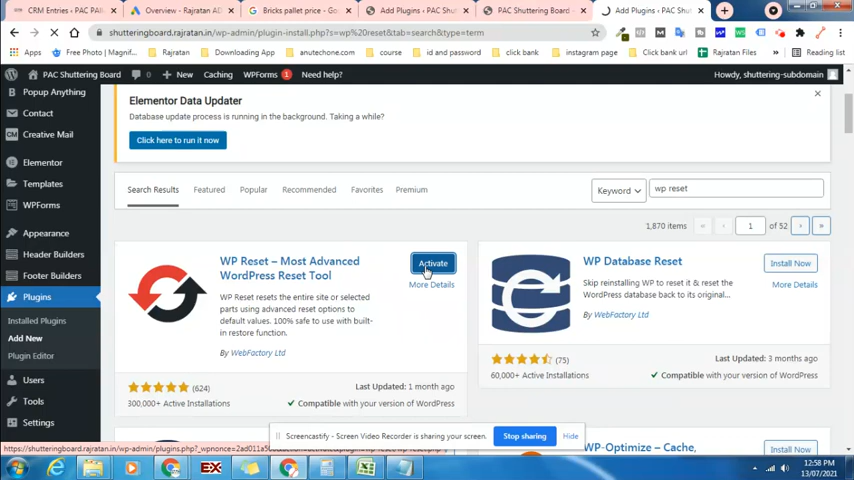 CRM Entries ‹ PAC PAI
Overview - Rajratan AD
Bricks pallet price - Go
Add Plugins ‹ PAC Shu
PAC Shuttering Board
Add Plugins ‹ PAC Shu
shutteringboard.rajratan.in/wp-admin/plugin-install.php?s=wp%20reset&tab=search&type=term
Free Photo | Magnif...
Rajratan
Downloading App
anutechone.com
course
id and password
click bank
Click bank url
Rajratan Files
Reading list
PAC Shuttering Board 0 + New Caching WPForms 1 Need help?
Howdy, shuttering-subdomain
Popup Anything
Contact
Creative Mail
Elementor
Templates
WPForms
Appearance
Header Builders
Footer Builders
Plugins
Installed Plugins
Add New
Plugin Editor
Users
Tools
Settings
Elementor Data Updater
Database update process is running in the background. Taking a while?
Click here to run it now
Search Results Featured Popular Recommended Favorites Premium
Keyword
wp reset
1,870 items « ‹ 1 of 52 › »
WP Reset – Most Advanced
WordPress Reset Tool
Activate
More Details
WP Reset resets the entire site or selected
parts using advanced reset options to
default values. 100% safe to use with built-
in restore function.
By WebFactory Ltd
(624)
300,000+ Active Installations
Last Updated: 1 month ago
Compatible with your version of WordPress
WP Database Reset
Install Now
More Details
Skip reinstalling WP to reset it & reset the
WordPress database back to its original...
By WebFactory Ltd
(75)
60,000+ Active Installations
Last Updated: 3 months ago
Compatible with your version of WordPress
WP-Optimize – Cache,
Install Now
Screencastify - Screen Video Recorder is sharing your screen.
Stop sharing
Hide
12:58 PM
13/07/2021